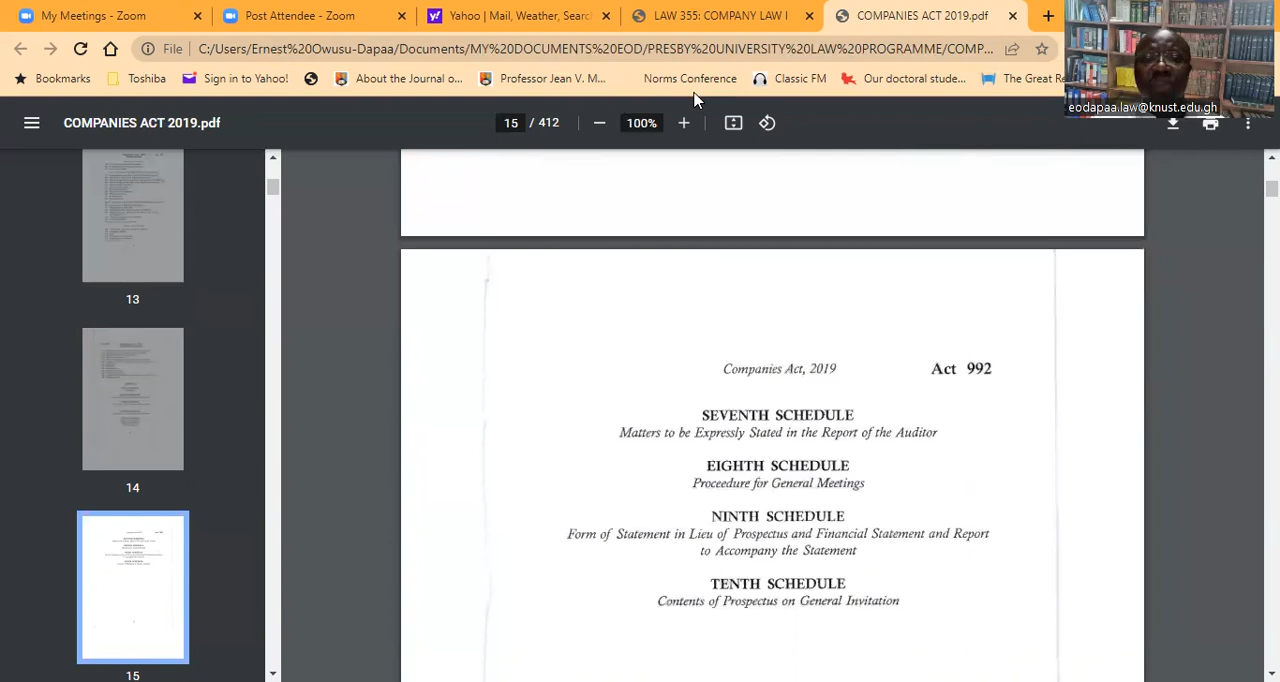 My Meetings - Zoom
Post Attendee - Zoom
Yahoo | Mail, Weather, Searc
LAW 355: COMPANY LAW I
COMPANIES ACT 2019.pdf
File
C:/Users/Ernest%20Owusu-Dapaa/Documents/MY%20DOCUMENTS%20EOD/PRESBY%20UNIVERSITY%20LAW%20PROGRAMME/COMP...
Bookmarks
Toshiba
Sign in to Yahoo!
About the Journal o...
Professor Jean V. M...
Norms Conference
Classic FM
Our doctoral stude...
The Great Re
eodapaa.law@knust.edu.gh
COMPANIES ACT 2019.pdf
15 / 412
100%
13
14
15
Companies Act, 2019
Act 992
SEVENTH SCHEDULE
Matters to be Expressly Stated in the Report of the Auditor
EIGHTH SCHEDULE
Proceedure for General Meetings
NINTH SCHEDULE
Form of Statement in Lieu of Prospectus and Financial Statement and Report
to Accompany the Statement
TENTH SCHEDULE
Contents of Prospectus on General Invitation